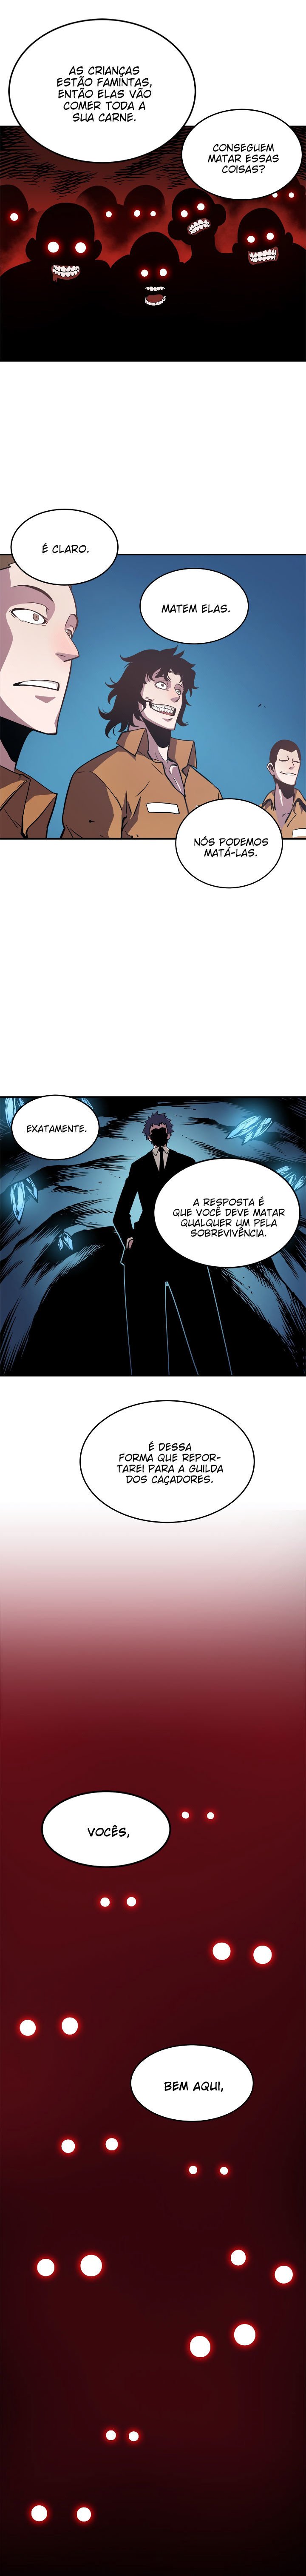 AS CRIANÇAS
ESTÃO FAMINTAS,
ENTÃO ELAS VÃO
COMER TODA A
SUA CARNE.
CONSEGUEM
MATAR ESSAS
COISAS?
É CLARO.
MATEM ELAS.
NÓS PODEMOS
MATÁ-LAS.
EXATAMENTE.
A RESPOSTA É
QUE VOCÊ DEVE MATAR
QUALQUER UM PELA
SOBREVIVÊNCIA.
É DESSA
FORMA QUE REPOR-
TAREI PARA A GUILDA
DOS CAÇADORES.
VOCÊS,
BEM AQUI,